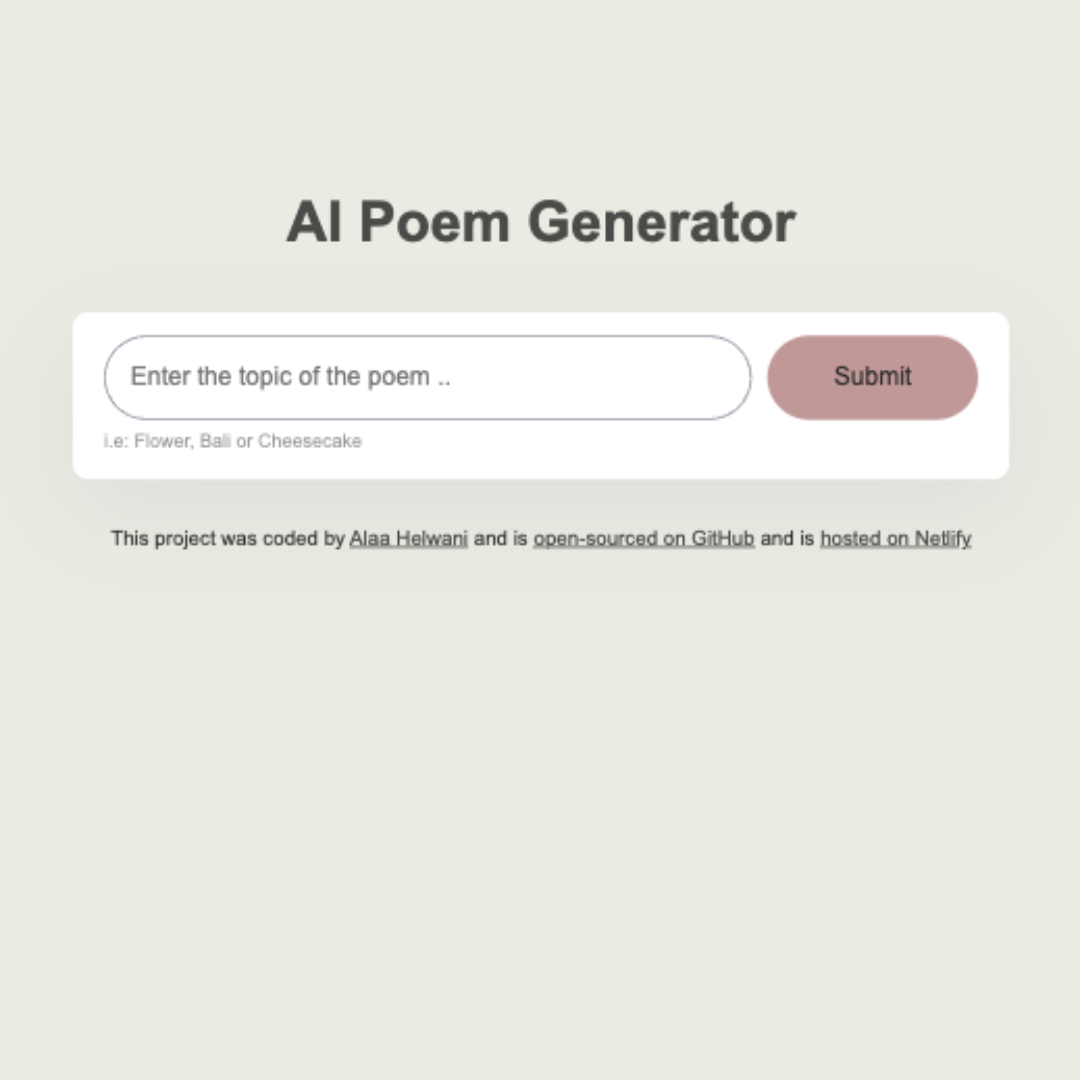 AI Poem Generator
Enter the topic of the poem ..
Submit
i.e: Flower, Bali or Cheesecake
This project was coded by Alaa Helwani and is open-sourced on GitHub and is hosted on Netlify